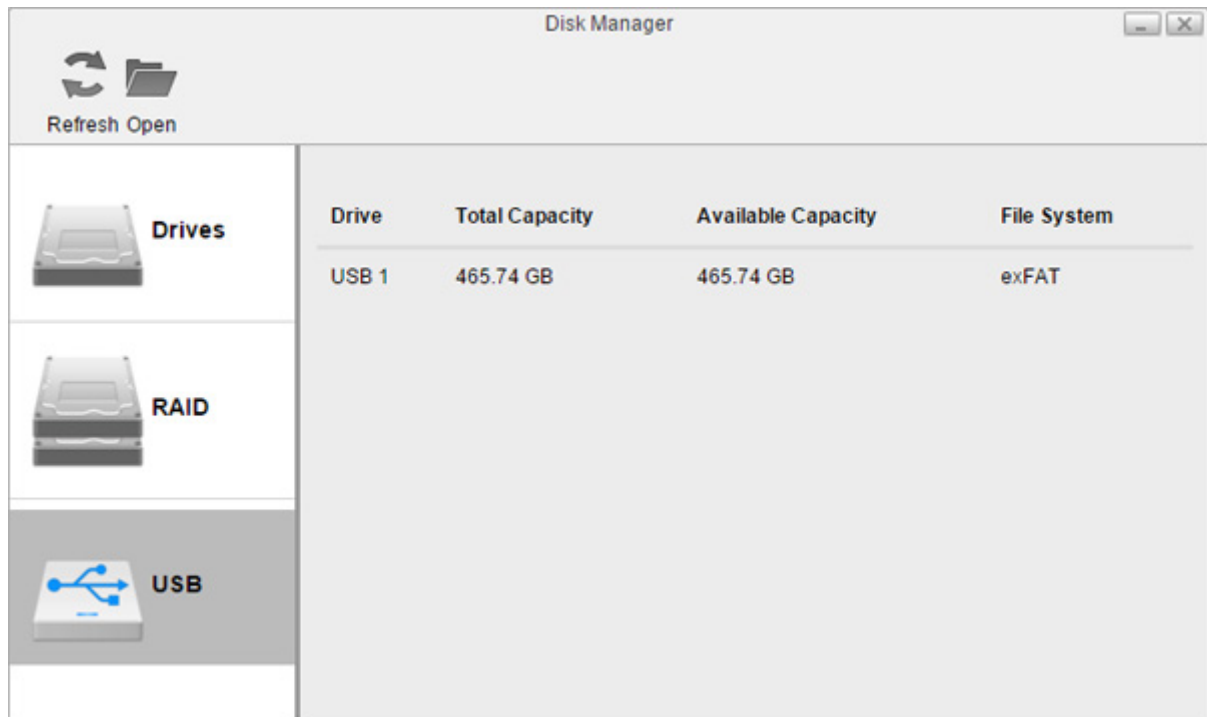 Disk Manager
Refresh Open
Drives
RAID
USB
Drive Total Capacity Available Capacity File System
USB 1 465.74 GB 465.74 GB exFAT